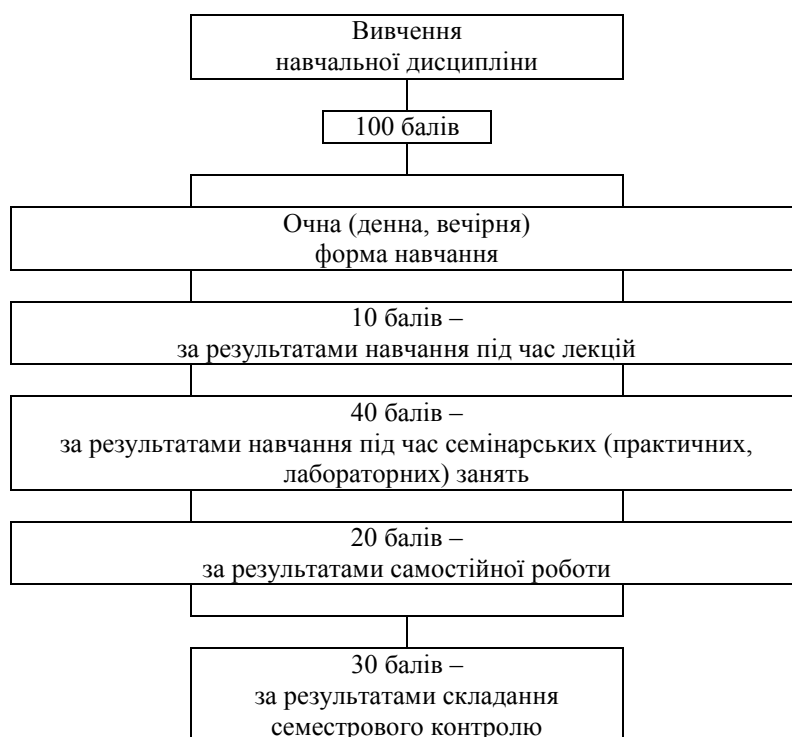 Вивчення
навчальної дисципліни
100 балів
Очна (денна, вечірня)
форма навчання
10 балів –
за результатами навчання під час лекцій
40 балів –
за результатами навчання під час семінарських (практичних,
лабораторних) занять
20 балів –
за результатами самостійної роботи
30 балів –
за результатами складання
семестрового контролю